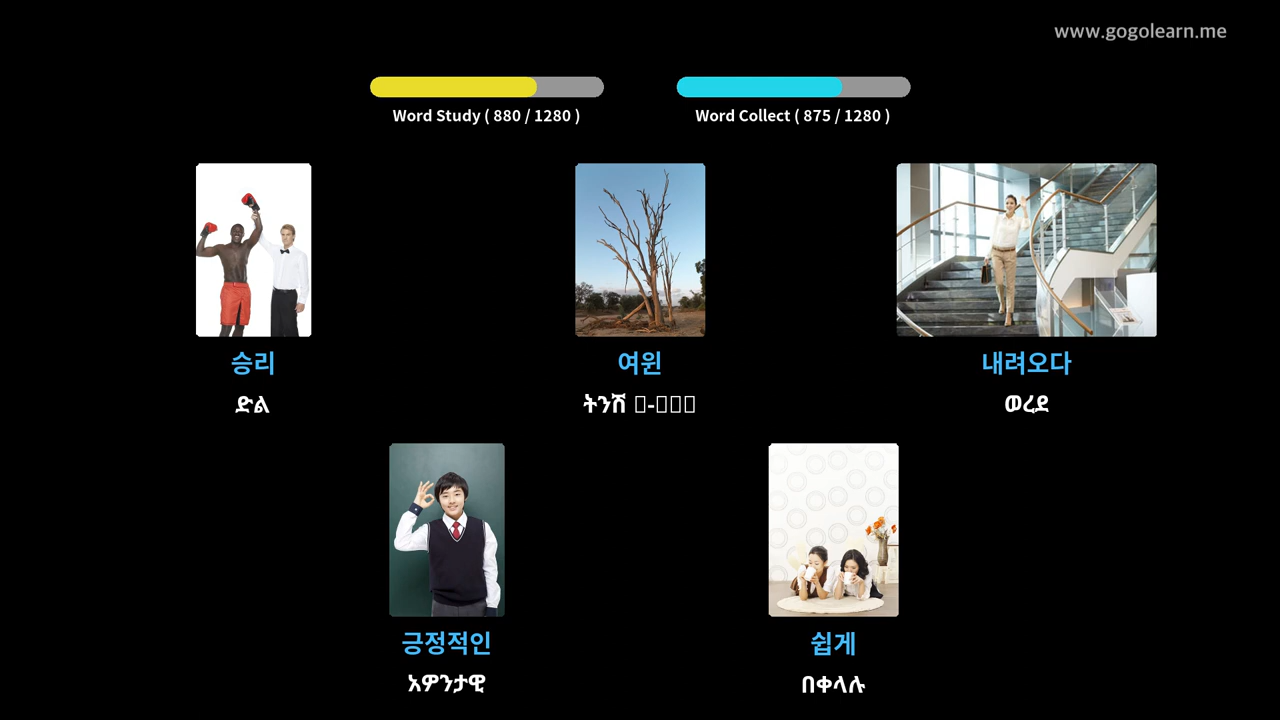 www.gogolearn.me
Word Study ( 880 / 1280 )
Word Collect ( 875 / 1280 )
승리
여윈
내려오다
ድል
ትንሽ
ወረደ
긍정적인
쉽게
አዎንታዊ
በቀላሉ